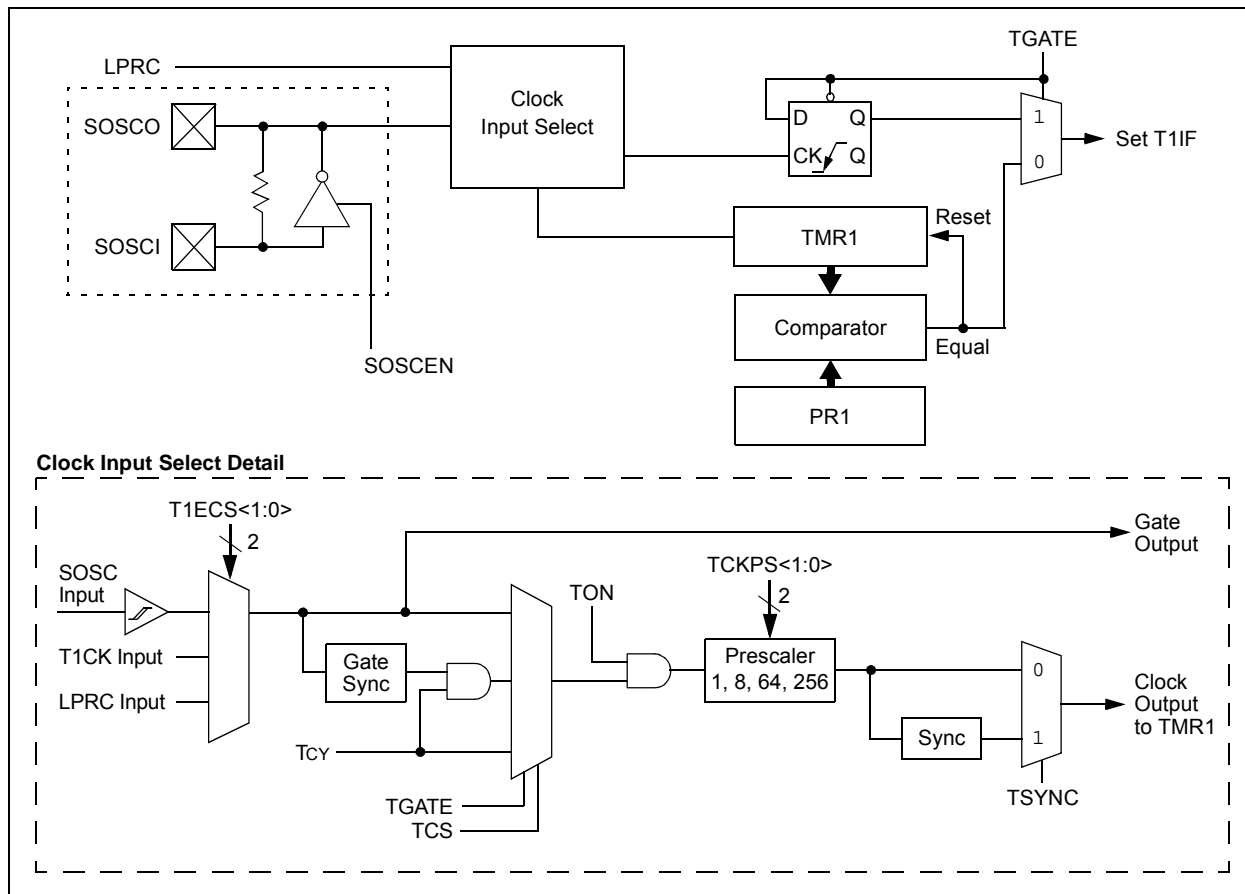 TGATE
LPRC
Clock
Input Select
SOSCO
D Q
CK Q
1
0
Set T1IF
SOSCI
TMR1
Reset
Comparator
Equal
SOSCEN
PR1
Clock Input Select Detail
T1ECS<1:0>
2
Gate
Output
SOSC
Input
TCKPS<1:0>
2
TON
T1CK Input
Gate
Sync
Prescaler
1, 8, 64, 256
0
LPRC Input
Clock
Output
to TMR1
Sync
1
TCY
TGATE
TCS
TSYNC